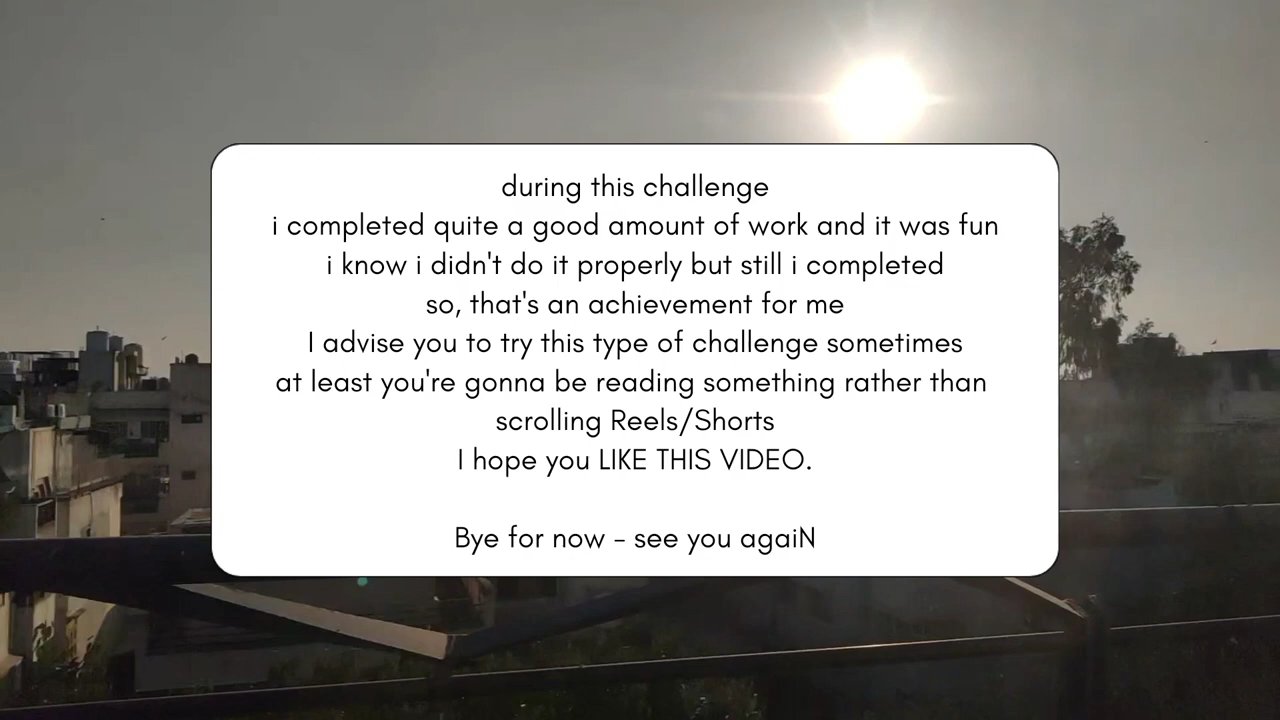 during this challenge
i completed quite a good amount of work and it was fun
i know i didn't do it properly but still i completed
so, that's an achievement for me
I advise you to try this type of challenge sometimes
at least you're gonna be reading something rather than
scrolling Reels/Shorts
I hope you LIKE THIS VIDEO.
Bye for now - see you agaiN